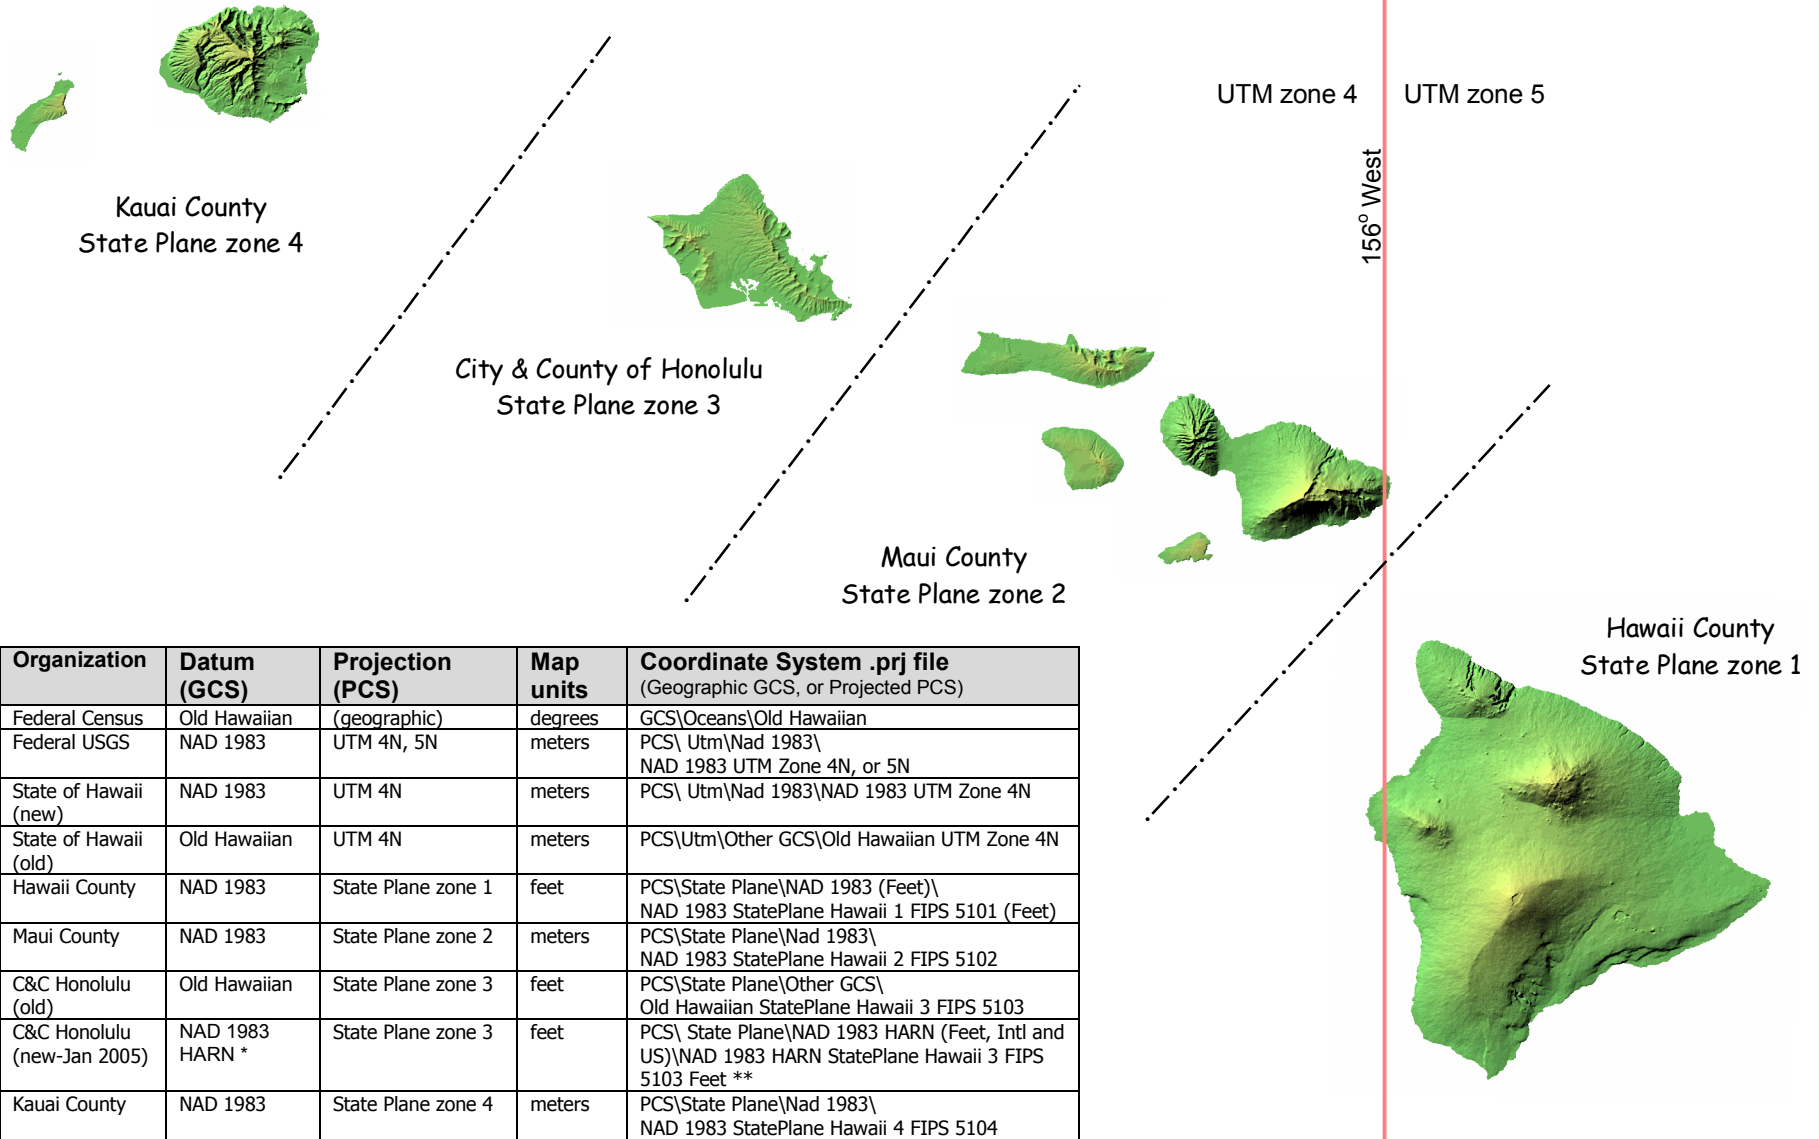 UTM zone 4
UTM zone 5
156° West
Kauai County
State Plane zone 4
City & County of Honolulu
State Plane zone 3
Maui County
State Plane zone 2
Hawaii County
State Plane zone 1
Organization Datum (GCS) Projection (PCS) Map units Coordinate System .prj file (Geographic GCS, or Projected PCS)
Federal Census Old Hawaiian (geographic) degrees GCS\Oceans\Old Hawaiian
Federal USGS NAD 1983 UTM 4N, 5N meters PCS\ Utm\Nad 1983\
NAD 1983 UTM Zone 4N, or 5N
State of Hawaii NAD 1983 UTM 4N meters PCS\ Utm\Nad 1983\NAD 1983 UTM Zone 4N
(new)
State of Hawaii Old Hawaiian UTM 4N meters PCS\Utm\Other GCS\Old Hawaiian UTM Zone 4N
(old)
Hawaii County NAD 1983 State Plane zone 1 feet PCS\State Plane\NAD 1983 (Feet)\
NAD 1983 StatePlane Hawaii 1 FIPS 5101 (Feet)
Maui County NAD 1983 State Plane zone 2 meters PCS\State Plane\Nad 1983\
NAD 1983 StatePlane Hawaii 2 FIPS 5102
C&C Honolulu Old Hawaiian State Plane zone 3 feet PCS\State Plane\Other GCS\
(old) Old Hawaiian StatePlane Hawaii 3 FIPS 5103
C&C Honolulu NAD 1983 State Plane zone 3 feet PCS\ State Plane\NAD 1983 HARN (Feet, Intl and
(new-Jan 2005) HARN * US)\NAD 1983 HARN StatePlane Hawaii 3 FIPS
5103 Feet **
Kauai County NAD 1983 State Plane zone 4 meters PCS\State Plane\Nad 1983\
NAD 1983 StatePlane Hawaii 4 FIPS 5104